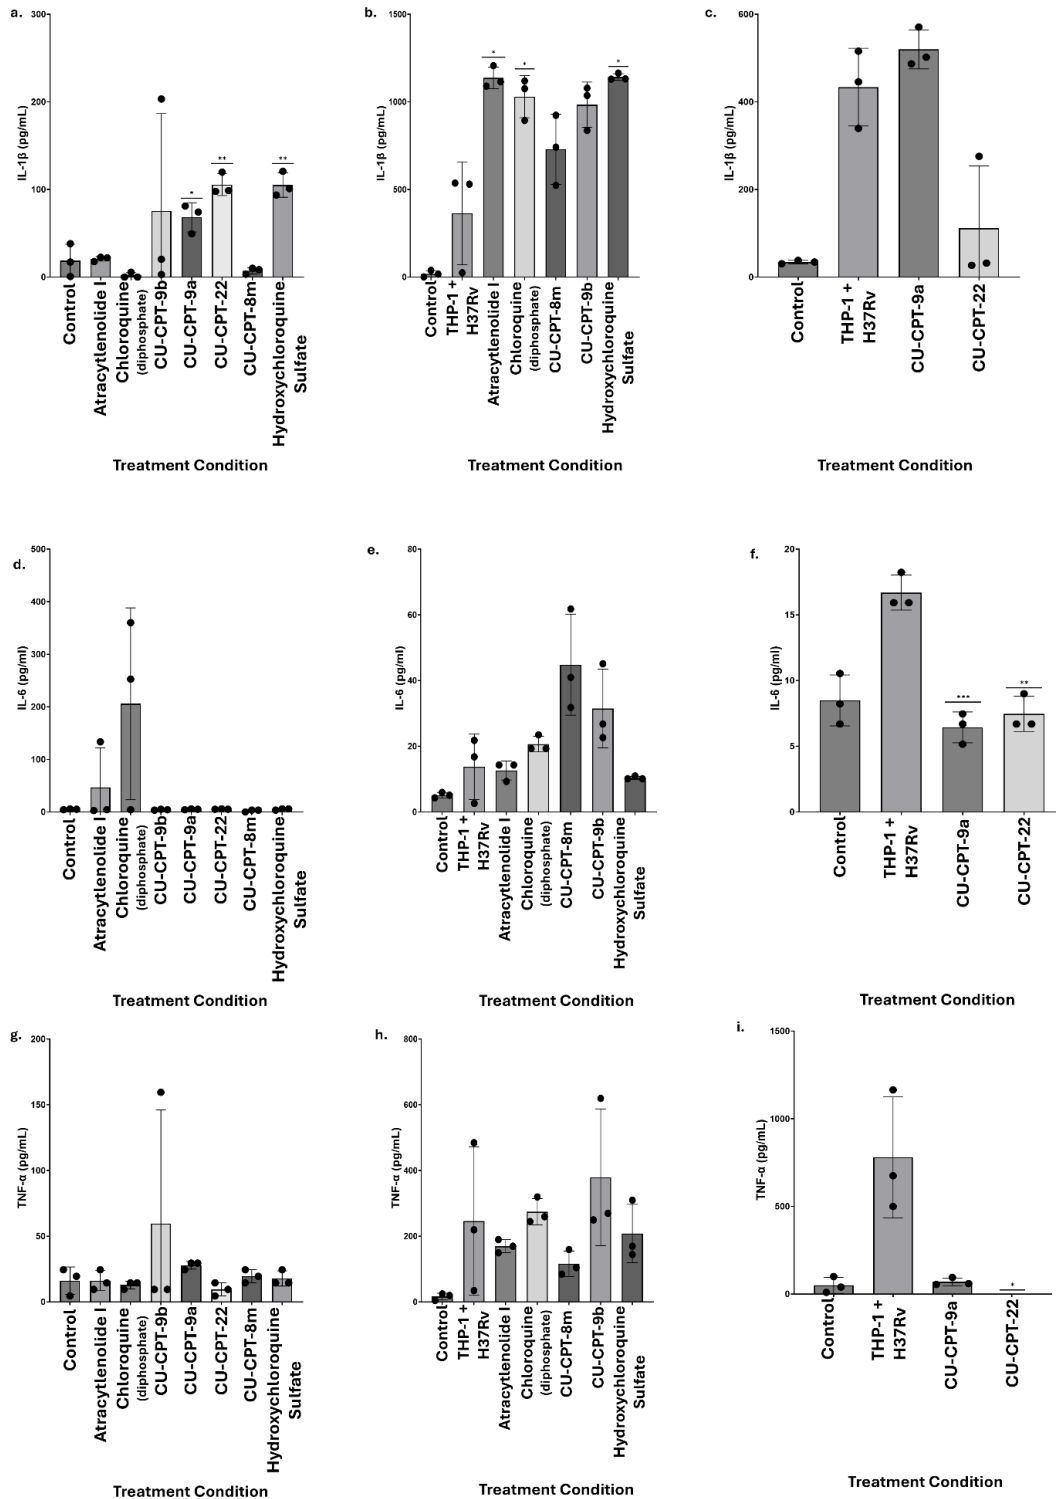 a.
300
200
100
0
IL-1β (pg/mL)
*
**
**
Control
Atracytlenolide I
Chloroquine
(diphosphate)
CU-CPT-9b
CU-CPT-9a
CU-CPT-22
CU-CPT-8m
Hydroxychloroquine
Sulfate
Treatment Condition
b.
1500
1000
500
0
IL-1β (pg/mL)
*
*
*
Control
THP-1 +
H37Rv
Atracytlenolide I
Chloroquine
(diphosphate)
CU-CPT-8m
CU-CPT-9b
Hydroxychloroquine
Sulfate
Treatment Condition
c.
600
400
200
0
IL-1β (pg/mL)
Control
THP-1 +
H37Rv
CU-CPT-9a
CU-CPT-22
Treatment Condition
d.
500
400
300
200
100
0
IL-6 (pg/ml)
Control
Atracytlenolide I
Chloroquine
(diphosphate)
CU-CPT-9b
CU-CPT-9a
CU-CPT-22
CU-CPT-8m
Hydroxychloroquine
Sulfate
Treatment Condition
e.
80
60
40
20
0
IL-6 (pg/ml)
Control
THP-1 +
H37Rv
Atracytlenolide I
Chloroquine
(diphosphate)
CU-CPT-8m
CU-CPT-9b
Hydroxychloroquine
Sulfate
Treatment Condition
f.
20
15
10
5
0
IL-6 (pg/ml)
***
**
Control
THP-1 +
H37Rv
CU-CPT-9a
CU-CPT-22
Treatment Condition
g.
200
150
100
50
0
TNF-α (pg/mL)
Control
Atracytlenolide I
Chloroquine
(diphosphate)
CU-CPT-9b
CU-CPT-9a
CU-CPT-22
CU-CPT-8m
Hydroxychloroquine
Sulfate
Treatment Condition
h.
800
600
400
200
0
TNF-α (pg/mL)
Control
THP-1 +
H37Rv
Atracytlenolide I
Chloroquine
(diphosphate)
CU-CPT-8m
CU-CPT-9b
Hydroxychloroquine
Sulfate
Treatment Condition
i.
1500
1000
500
0
TNF-α (pg/mL)
*
Control
THP-1 +
H37Rv
CU-CPT-9a
CU-CPT-22
Treatment Condition